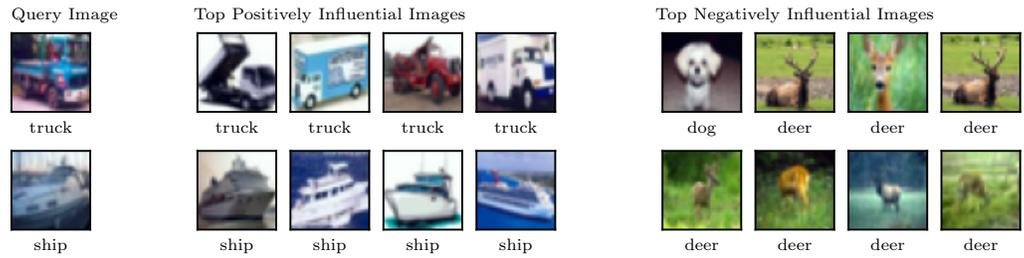 Query Image
Top Positively Influential Images
Top Negatively Influential Images
truck
truck
truck
truck
truck
dog
deer
deer
deer
ship
ship
ship
ship
ship
deer
deer
deer
deer